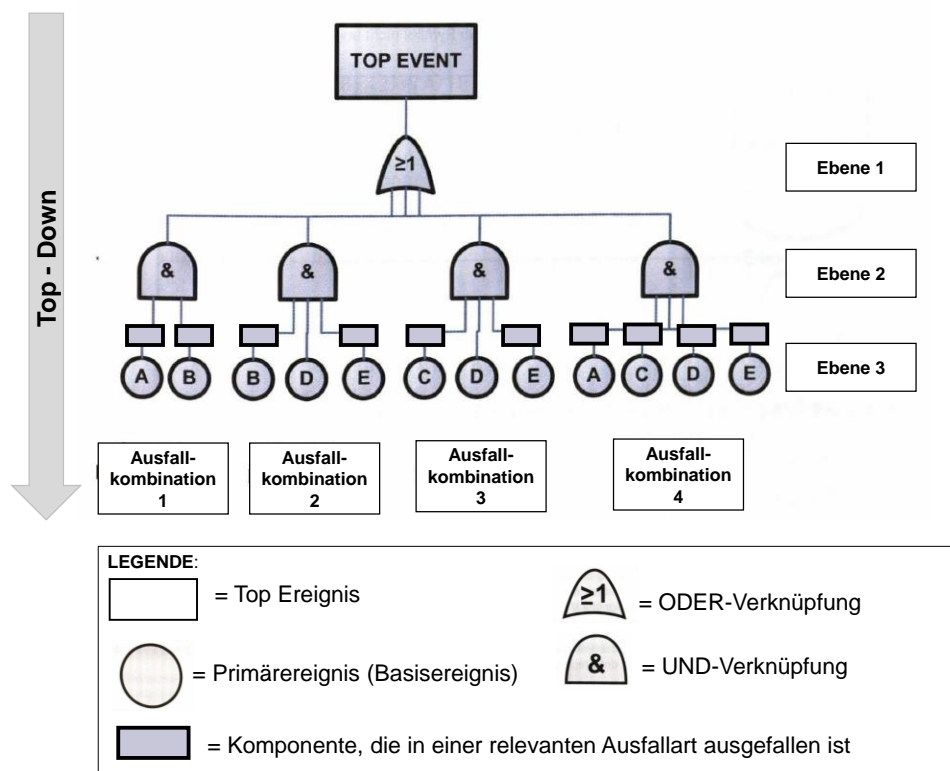 TOP EVENT
≥1
Ebene 1
Top - Down
& & & &
Ebene 2
A B B D E C D E A C D E
Ebene 3
Ausfall-
kombination
1
Ausfall-
kombination
2
Ausfall-
kombination
3
Ausfall-
kombination
4
LEGENDE:
= Top Ereignis
≥1 = ODER-Verknüpfung
= Primärereignis (Basisereignis)
& = UND-Verknüpfung
= Komponente, die in einer relevanten Ausfallart ausgefallen ist